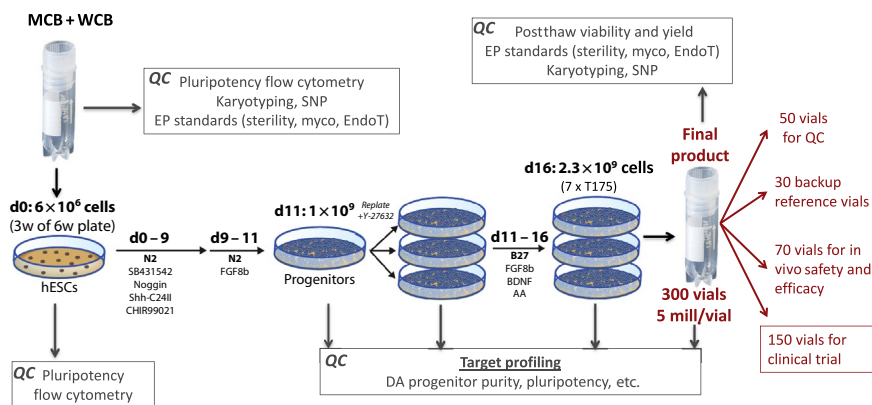 MCB + WCB
QC
Pluripotency flow cytometry
Karyotyping, SNP
EP standards (sterility, myco, EndoT)
QC
Postthaw viability and yield
EP standards (sterility, myco, EndoT)
Karyotyping, SNP
d0: 6 × 10⁶ cells
(3w of 6w plate)
hESCs
d0 – 9
N2
SB431542
Noggin
Shh-C24II
CHIR99021
d9 – 11
N2
FGF8b
d11: 1 × 10⁹
Progenitors
Replate
+Y-27632
d11 – 16
B27
FGF8b
BDNF
AA
d16: 2.3 × 10⁹ cells
(7 x T175)
Final
product
300 vials
5 mill/vial
50 vials
for QC
30 backup
reference vials
70 vials for in
vivo safety and
efficacy
150 vials for
clinical trial
QC
Pluripotency
flow cytometry
QC
Target profiling
DA progenitor purity, pluripotency, etc.